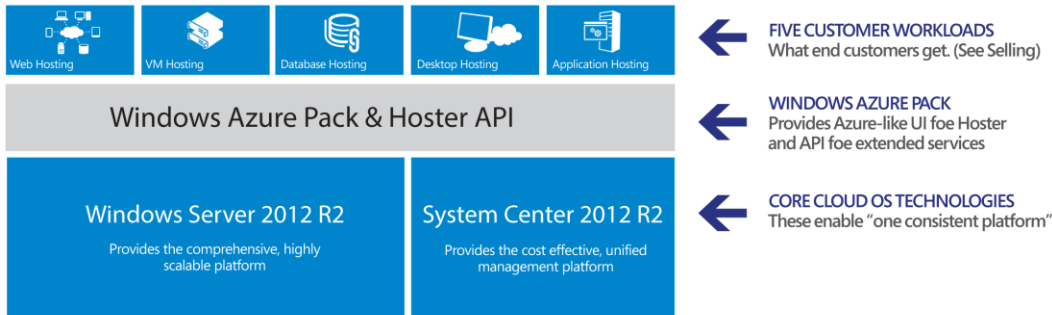 Web Hosting
VM Hosting
Database Hosting
Desktop Hosting
Application Hosting
FIVE CUSTOMER WORKLOADS
What end customers get. (See Selling)
Windows Azure Pack & Hoster API
WINDOWS AZURE PACK
Provides Azure-like UI foe Hoster
and API foe extended services
Windows Server 2012 R2
Provides the comprehensive, highly
scalable platform
System Center 2012 R2
Provides the cost effective, unified
management platform
CORE CLOUD OS TECHNOLOGIES
These enable “one consistent platform”